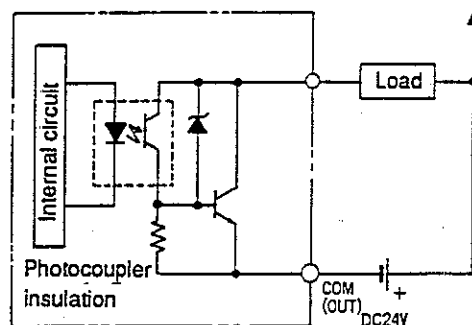 Internal circuit
Load
Photocoupler
insulation
COM
(OUT)
+
DC24V